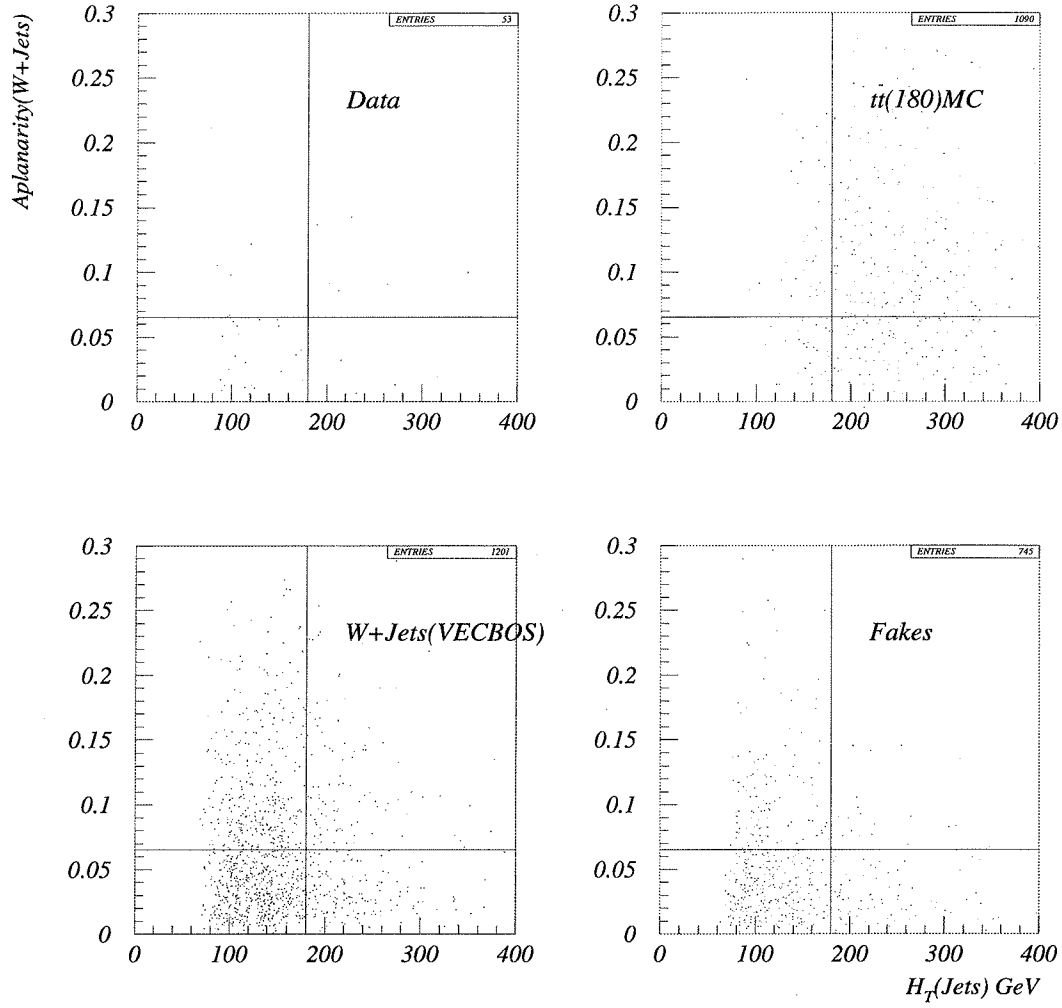 Aplanarity(W+Jets)
ENTRIES 53
Data
0.3
0.25
0.2
0.15
0.1
0.05
0
0 100 200 300 400
ENTRIES 1090
tt(180)MC
0.3
0.25
0.2
0.15
0.1
0.05
0
0 100 200 300 400
ENTRIES 1201
W+Jets(VECBOS)
0.3
0.25
0.2
0.15
0.1
0.05
0
0 100 200 300 400
ENTRIES 745
Fakes
0.3
0.25
0.2
0.15
0.1
0.05
0
0 100 200 300 400
H_T(Jets) GeV